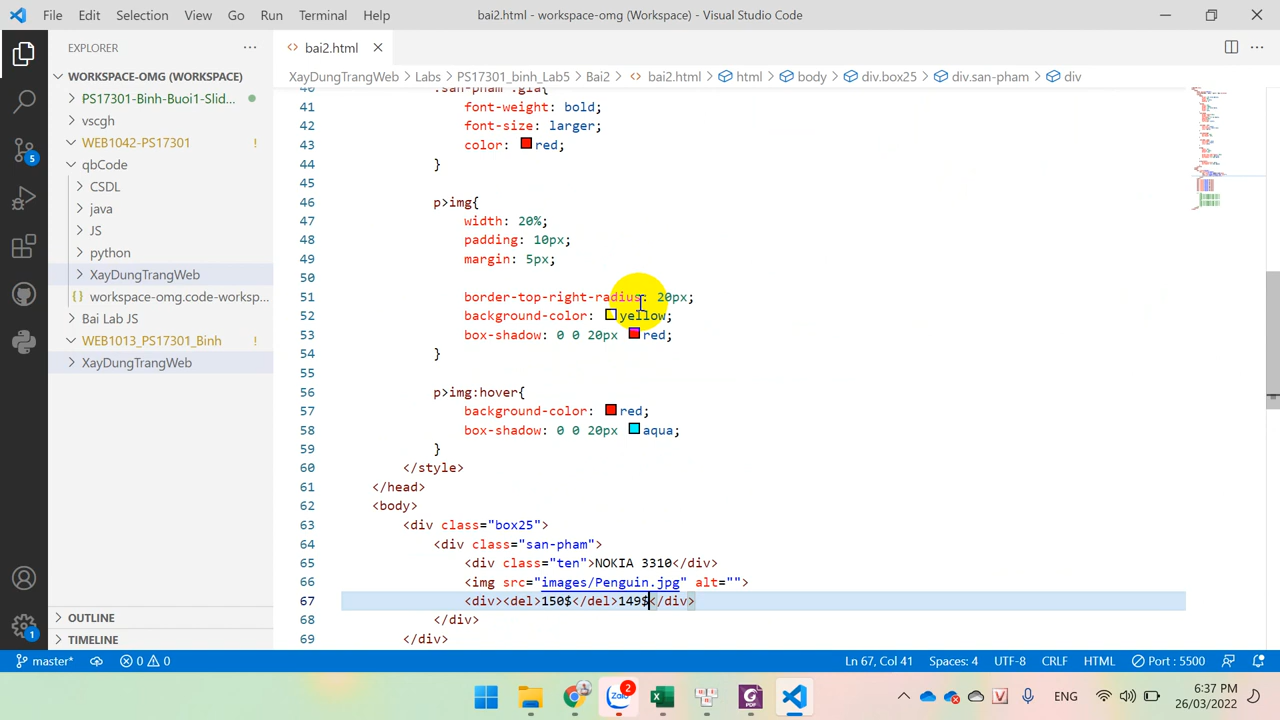 File Edit Selection View Go Run Terminal Help
bai2.html - workspace-omg (Workspace) - Visual Studio Code
EXPLORER
bai2.html
WORKSPACE-OMG (WORKSPACE)
XayDungTrangWeb Labs PS17301_binh_Lab5 Bai2 bai2.html html body div.box25 div.san-pham div
PS17301-Binh-Buoi1-Slid...
vscgh
WEB1042-PS17301
qbCode
CSDL
java
JS
python
XayDungTrangWeb
workspace-omg.code-worksp...
Bai Lab JS
WEB1013_PS17301_Binh
XayDungTrangWeb
OUTLINE
TIMELINE
40 .san-pham .gia{
41 font-weight: bold;
42 font-size: larger;
43 color: red;
44 }
45
46 p>img{
47 width: 20%;
48 padding: 10px;
49 margin: 5px;
50
51 border-top-right-radius: 20px;
52 background-color: yellow;
53 box-shadow: 0 0 20px red;
54 }
55
56 p>img:hover{
57 background-color: red;
58 box-shadow: 0 0 20px aqua;
59 }
60 </style>
61 </head>
62 <body>
63 <div class="box25">
64 <div class="san-pham">
65 <div class="ten">NOKIA 3310</div>
66 <img src="images/Penguin.jpg" alt="">
67 <div><del>150$</del>149$</div>
68 </div>
69 </div>
5
1
master* 0 0 Ln 67, Col 41 Spaces: 4 UTF-8 CRLF HTML Port : 5500
Zalo 2
PDF
ENG
6:37 PM
26/03/2022